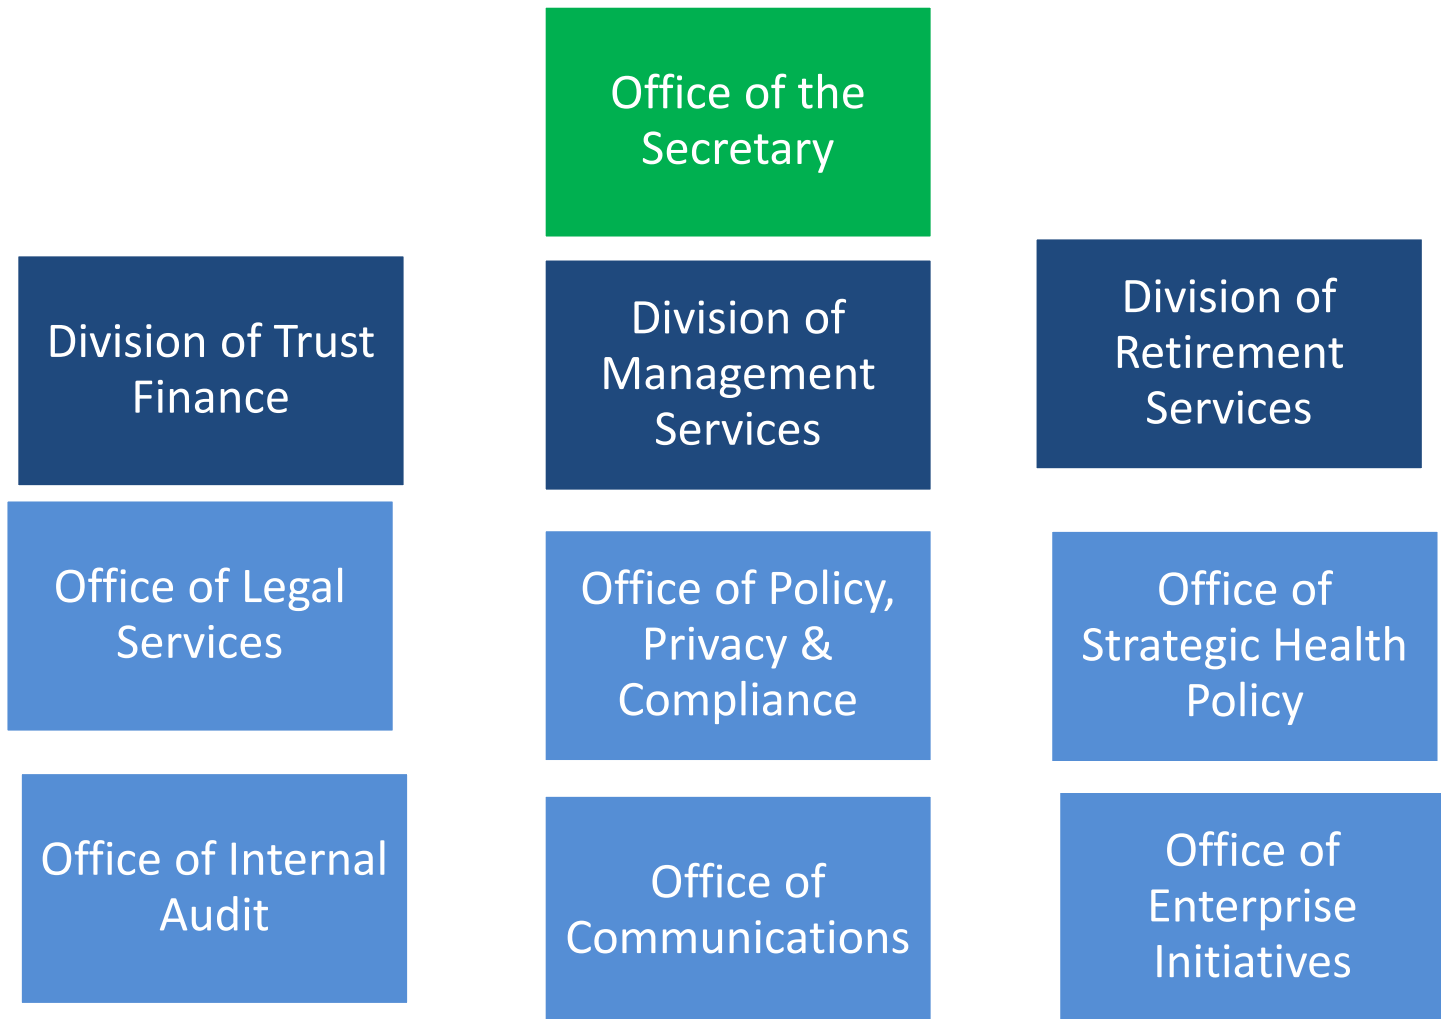 Office of the
Secretary
Division of Trust
Finance
Division of
Management
Services
Division of
Retirement
Services
Office of Legal
Services
Office of Policy,
Privacy &
Compliance
Office of
Strategic Health
Policy
Office of Internal
Audit
Office of
Communications
Office of
Enterprise
Initiatives